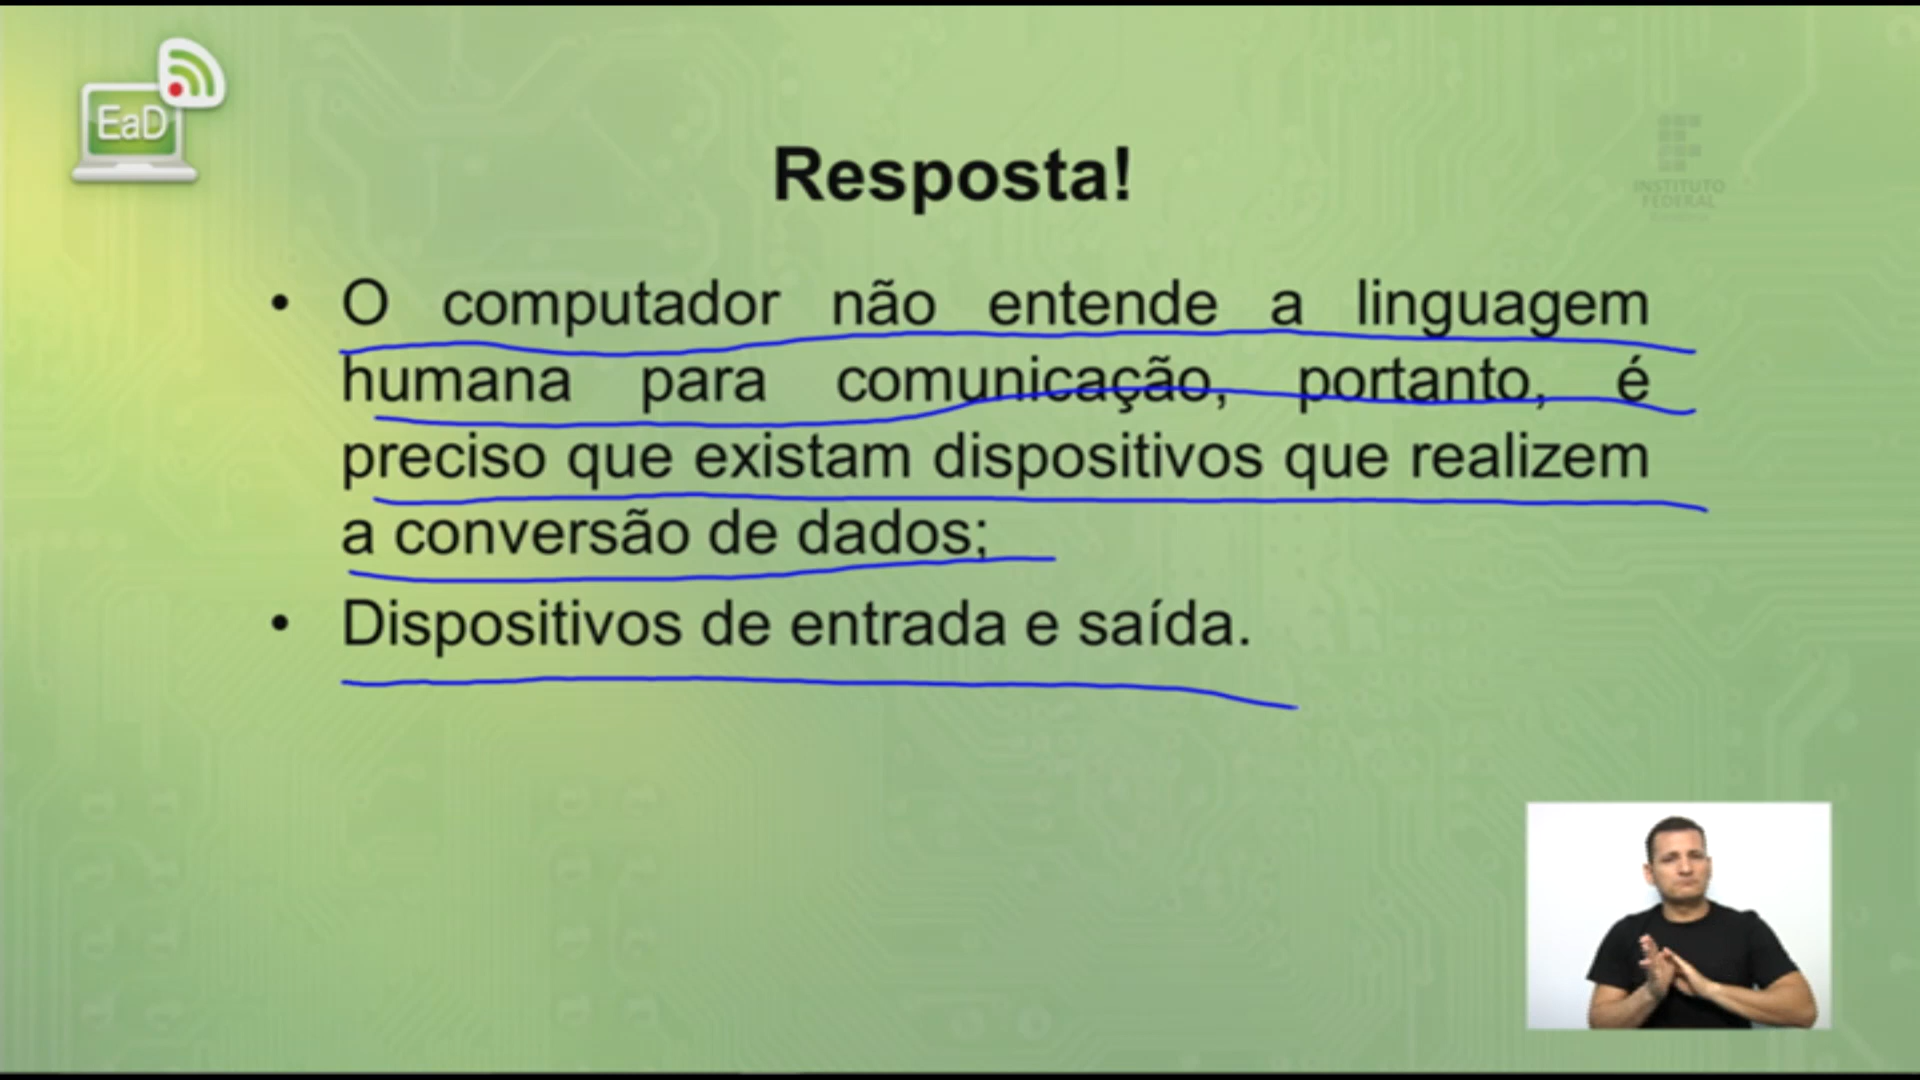 EaD
Resposta!
INSTITUTO
FEDERAL
• O computador não entende a linguagem
humana para comunicação, portanto, é
preciso que existam dispositivos que realizem
a conversão de dados;
• Dispositivos de entrada e saída.